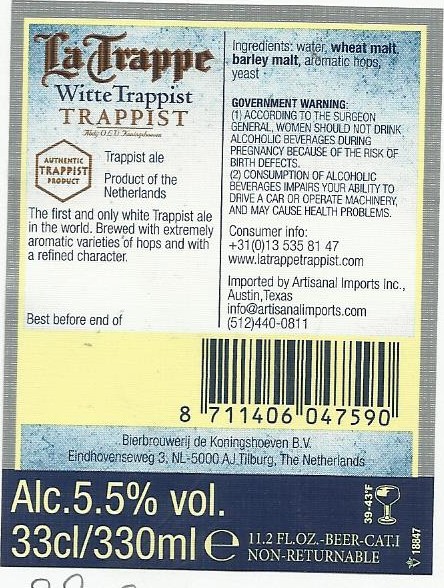 La Trappe
Witte Trappist
TRAPPIST
Abdij O.L.V. Koningshoeven
AUTHENTIC
TRAPPIST
PRODUCT
Trappist ale
Product of the
Netherlands
The first and only white Trappist ale
in the world. Brewed with extremely
aromatic varieties of hops and with
a refined character.
Best before end of
Ingredients: water, wheat malt,
barley malt, aromatic hops,
yeast
GOVERNMENT WARNING:
(1) ACCORDING TO THE SURGEON
GENERAL, WOMEN SHOULD NOT DRINK
ALCOHOLIC BEVERAGES DURING
PREGNANCY BECAUSE OF THE RISK OF
BIRTH DEFECTS.
(2) CONSUMPTION OF ALCOHOLIC
BEVERAGES IMPAIRS YOUR ABILITY TO
DRIVE A CAR OR OPERATE MACHINERY,
AND MAY CAUSE HEALTH PROBLEMS.
Consumer info:
+31(0)13 535 81 47
www.latrappetrappist.com
Imported by Artisanal Imports Inc.,
Austin,Texas
info@artisanalimports.com
(512)440-0811
8 711406 047590
Bierbrouwerij de Koningshoeven B.V.
Eindhovenseweg 3, NL-5000 AJ Tilburg, The Netherlands
Alc.5.5% vol.
33cl/330ml e
11.2 FL.OZ.-BEER-CAT.I
NON-RETURNABLE
39-43°F
18847